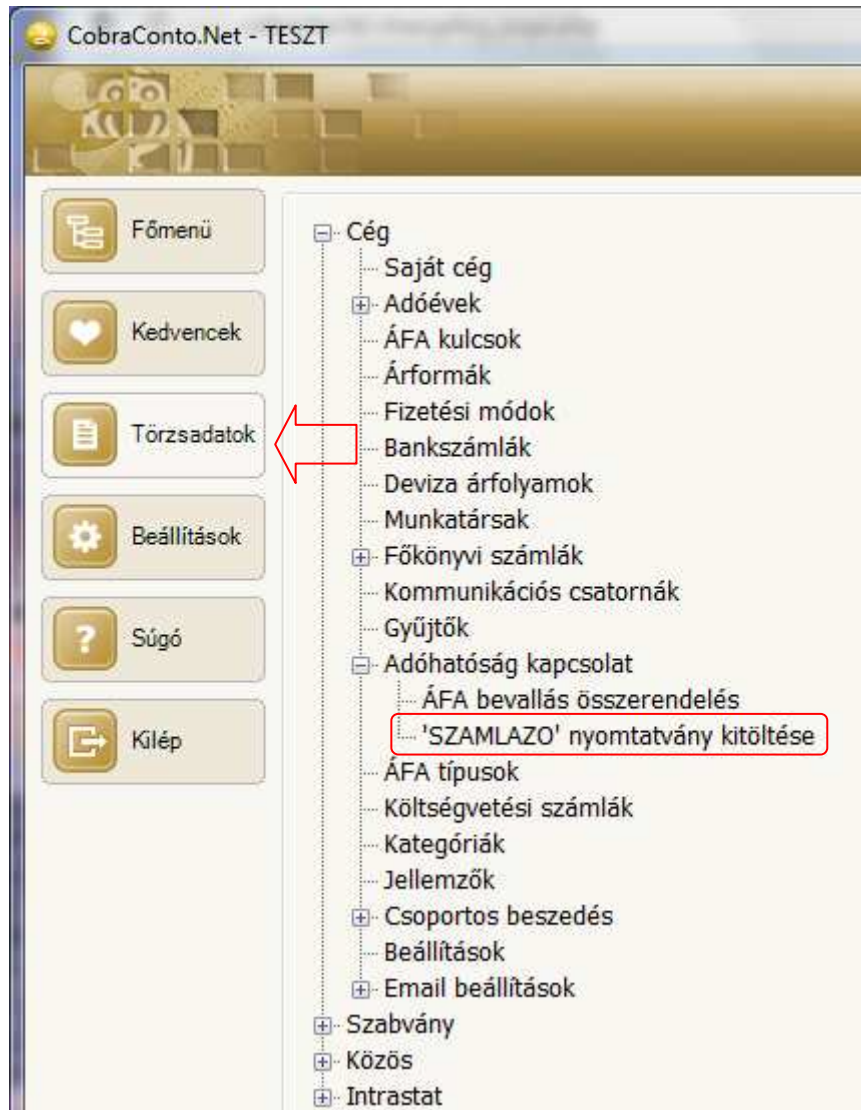 CobraConto.Net - TESZT
Főmenü
Kedvencek
Törzsadatok
Beállítások
?
Súgó
Kilép
Cég
Saját cég
Adóévek
ÁFA kulcsok
Árformák
Fizetési módok
Bankszámlák
Deviza árfolyamok
Munkatársak
Főkönyvi számlák
Kommunikációs csatornák
Gyűjtők
Adóhatóság kapcsolat
ÁFA bevallás összerendelés
'SZAMLAZO' nyomtatvány kitöltése
ÁFA típusok
Költségvetési számlák
Kategóriák
Jellemzők
Csoportos beszedés
Beállítások
Email beállítások
Szabvány
Közös
Intrastat